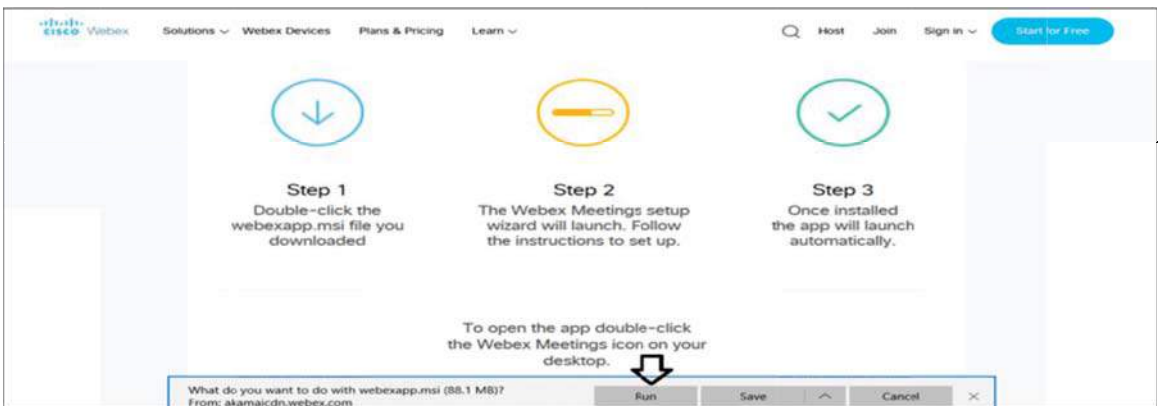 CISCO Webex Solutions Webex Devices Plans & Pricing Learn Host Join Sign in Start for Free
Step 1
Double-click the
webexapp.msi file you
downloaded
Step 2
The Webex Meetings setup
wizard will launch. Follow
the instructions to set up.
Step 3
Once installed
the app will launch
automatically.
To open the app double-click
the Webex Meetings icon on your
desktop.
What do you want to do with webexapp.msi (88.1 MB)?
From: akamaicdn.webex.com
Run Save Cancel